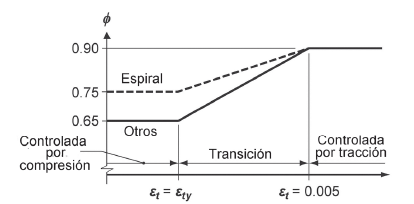 ϕ
0.90
Espiral
0.75
0.65
Otros
Controlada
por
compresión
Transición
Controlada
por tracción
εt = εty
εt = 0.005